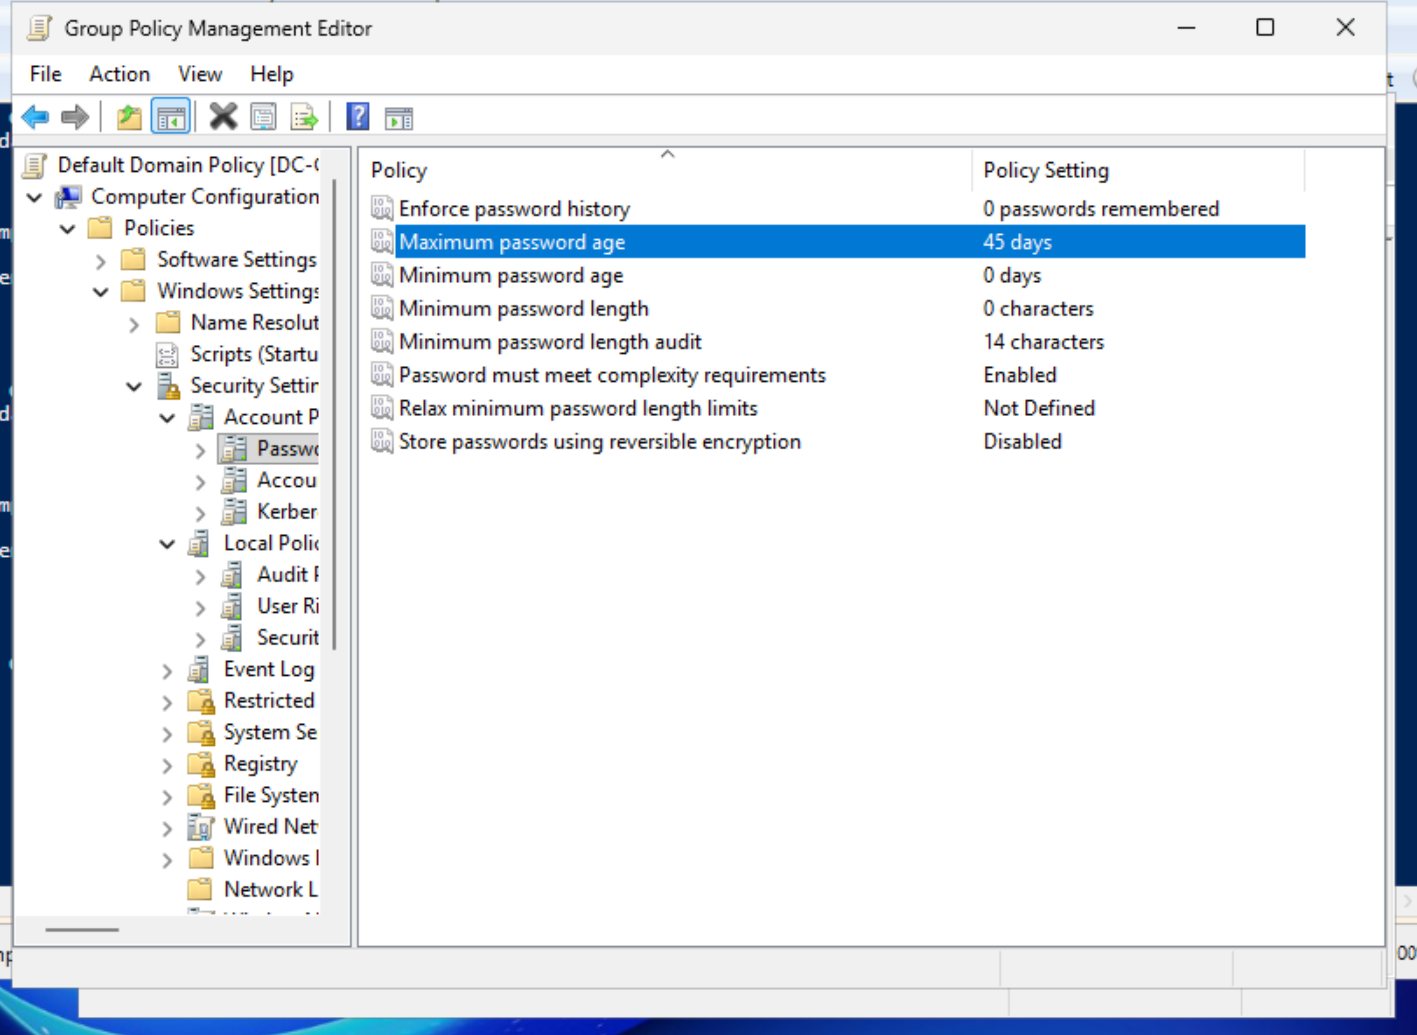 Group Policy Management Editor
File Action View Help
Default Domain Policy [DC-
Computer Configuration
Policies
Software Settings
Windows Settings
Name Resolut
Scripts (Startu
Security Settin
Account P
Passwo
Accou
Kerber
Local Polic
Audit P
User Ri
Securit
Event Log
Restricted
System Se
Registry
File System
Wired Net
Windows
Network L
Policy Policy Setting
Enforce password history 0 passwords remembered
Maximum password age 45 days
Minimum password age 0 days
Minimum password length 0 characters
Minimum password length audit 14 characters
Password must meet complexity requirements Enabled
Relax minimum password length limits Not Defined
Store passwords using reversible encryption Disabled